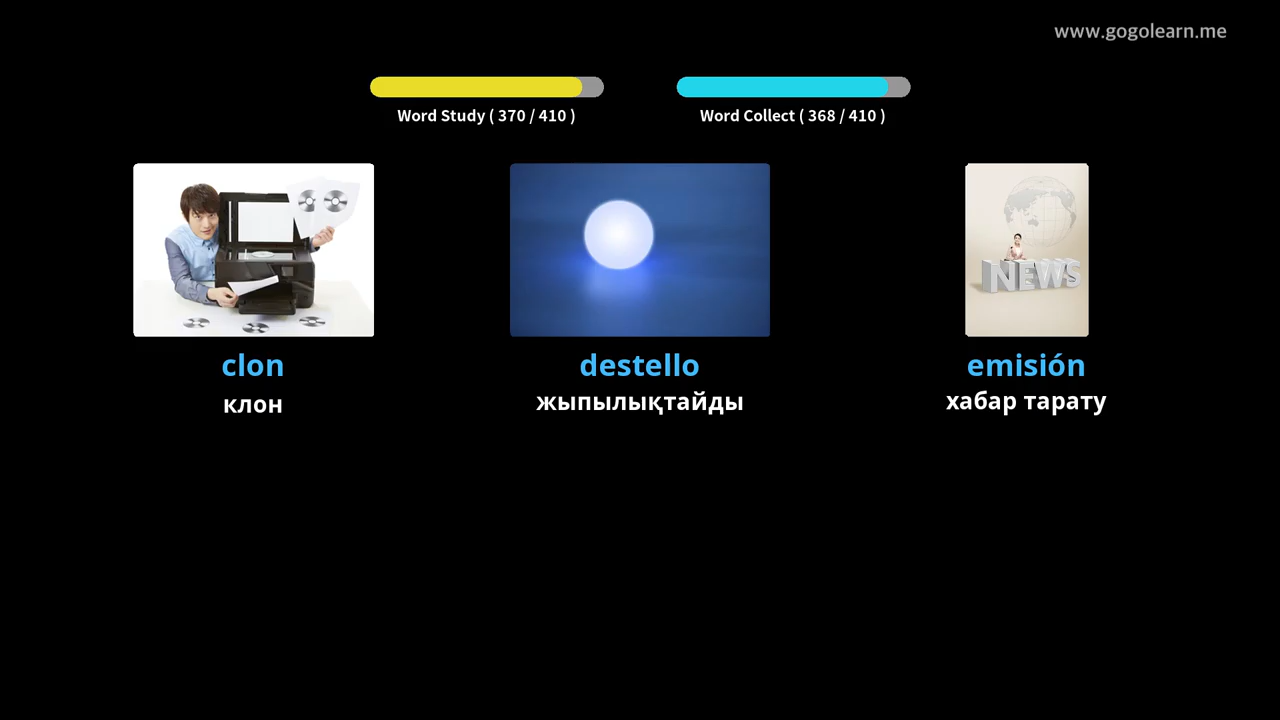 www.gogolearn.me
Word Study ( 370 / 410 )
Word Collect ( 368 / 410 )
NEWS
clon
destello
emisión
клон
жыпылықтайды
хабар тарату